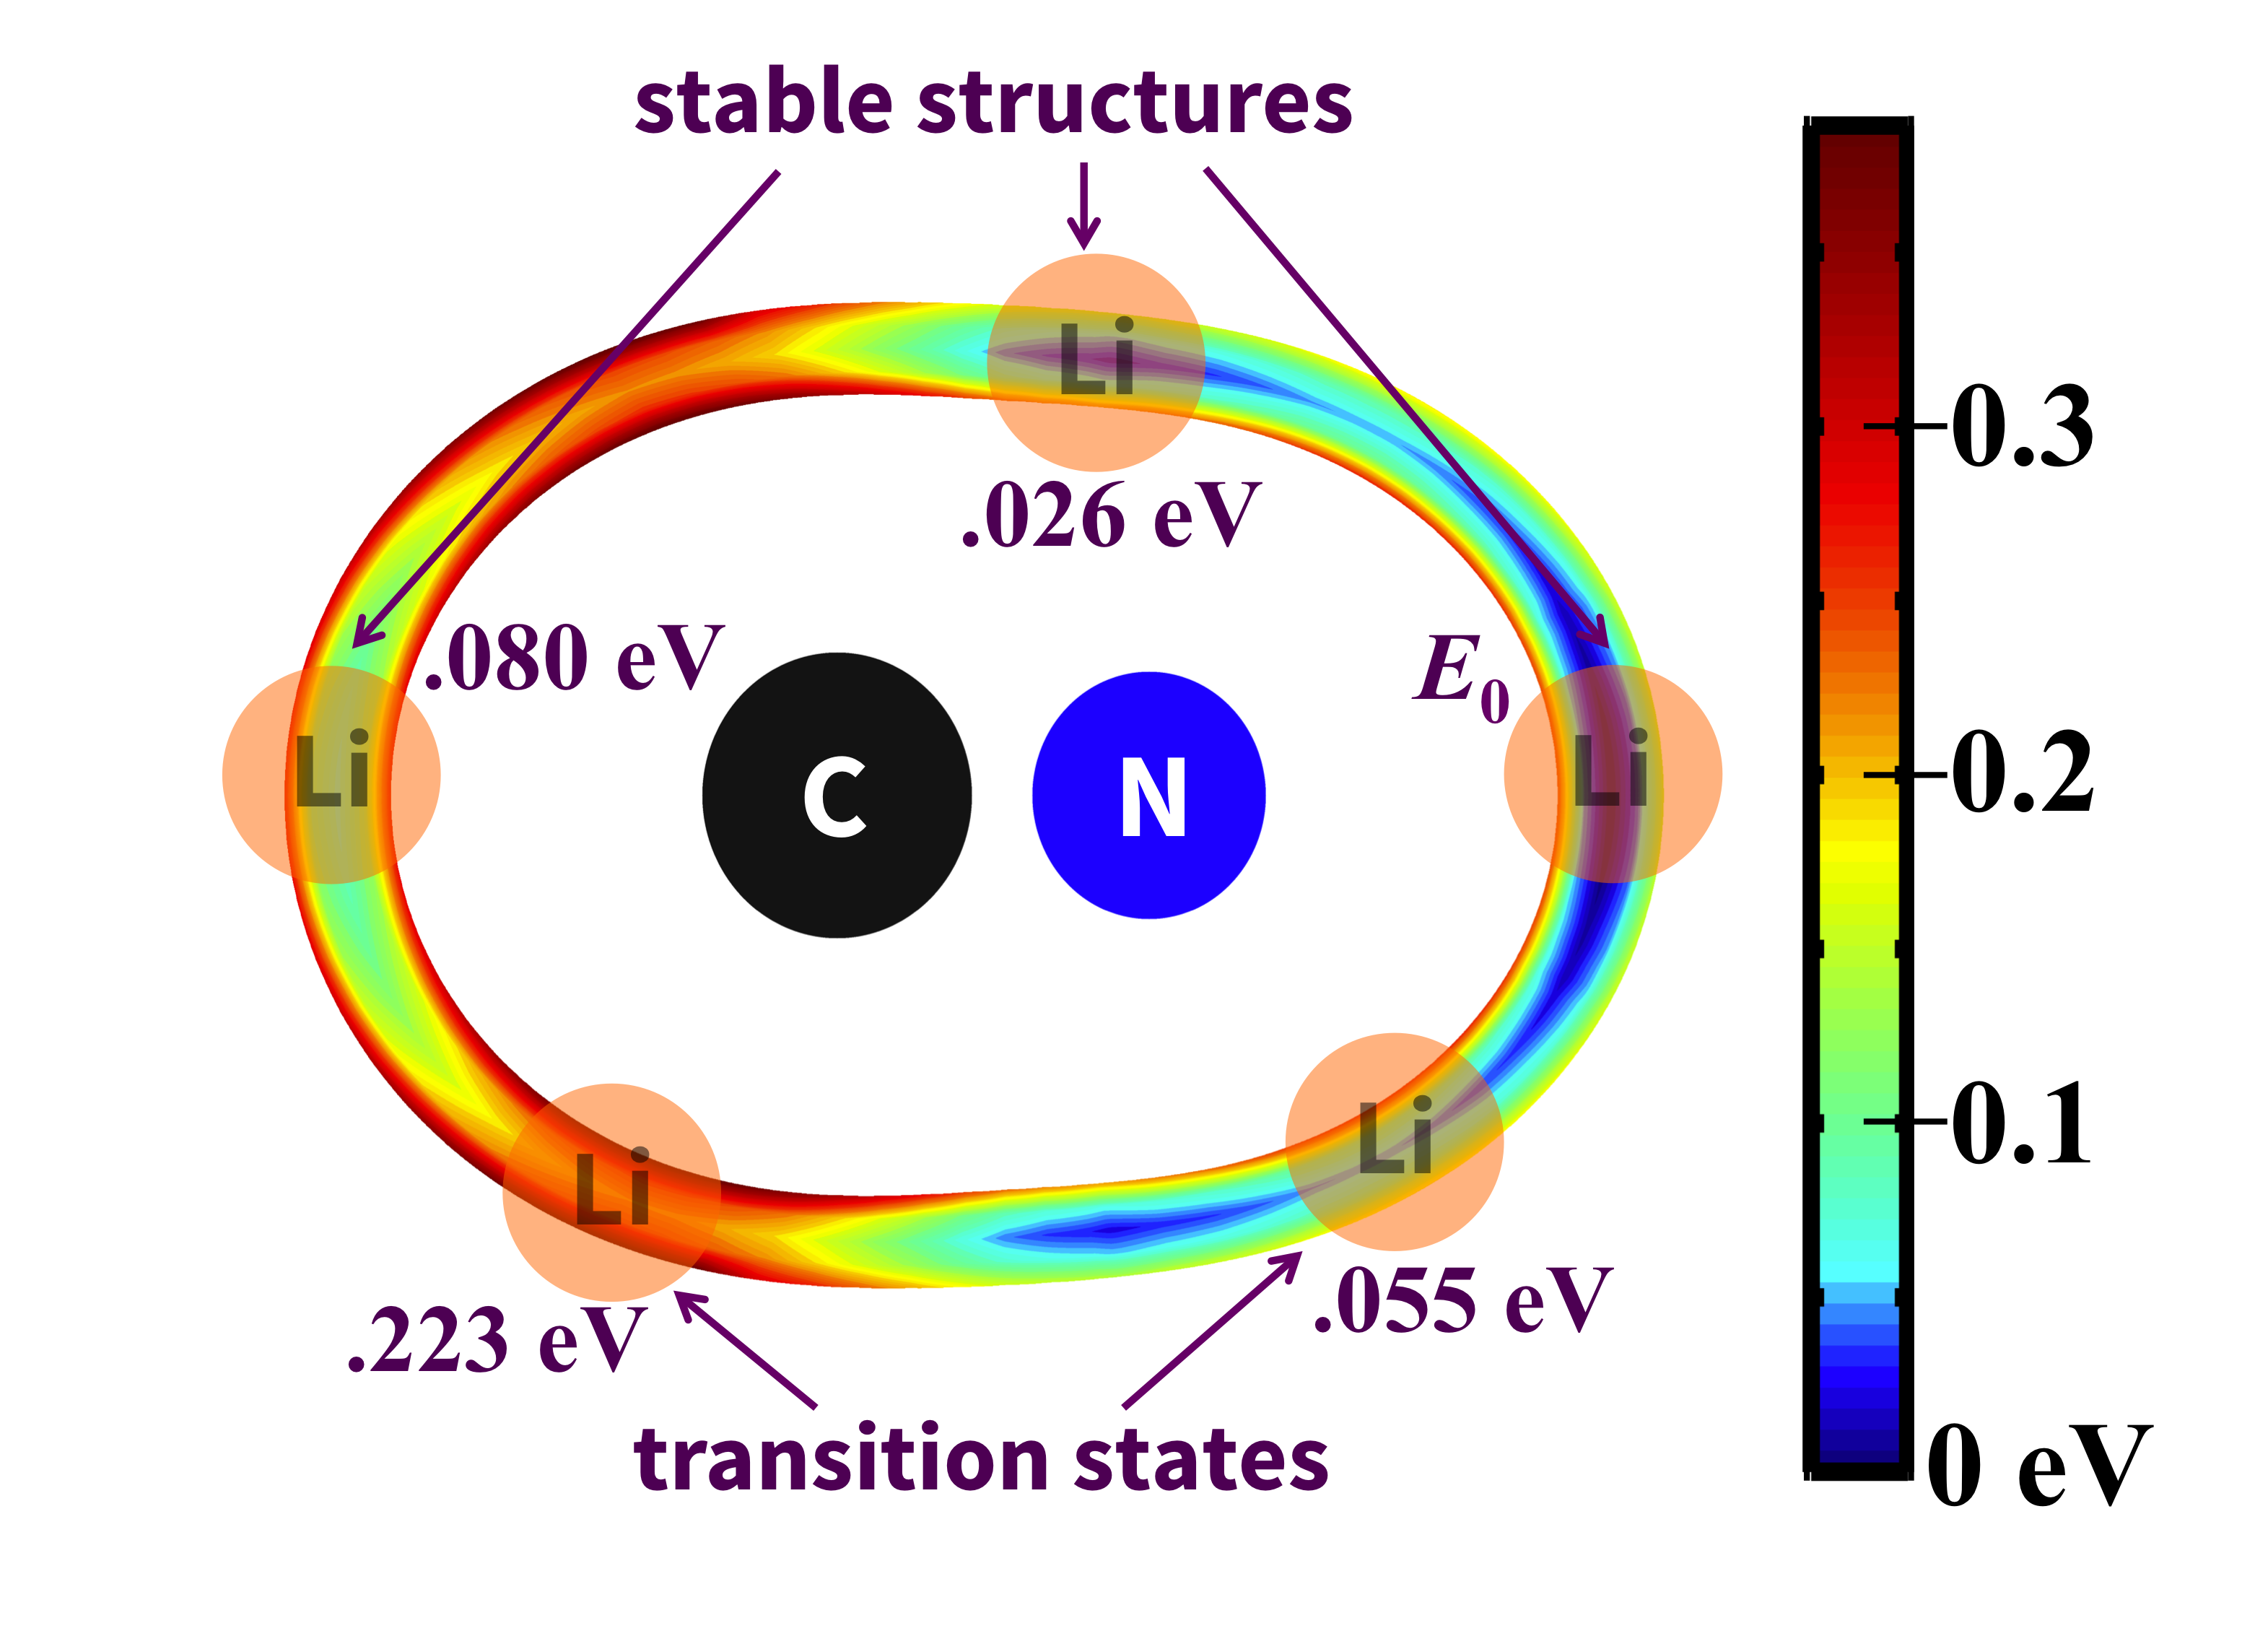 stable structures
Li
.026 eV
0.3
.080 eV
E0
Li
C
N
Li
0.2
Li
Li
0.1
.055 eV
.223 eV
transition states
0 eV